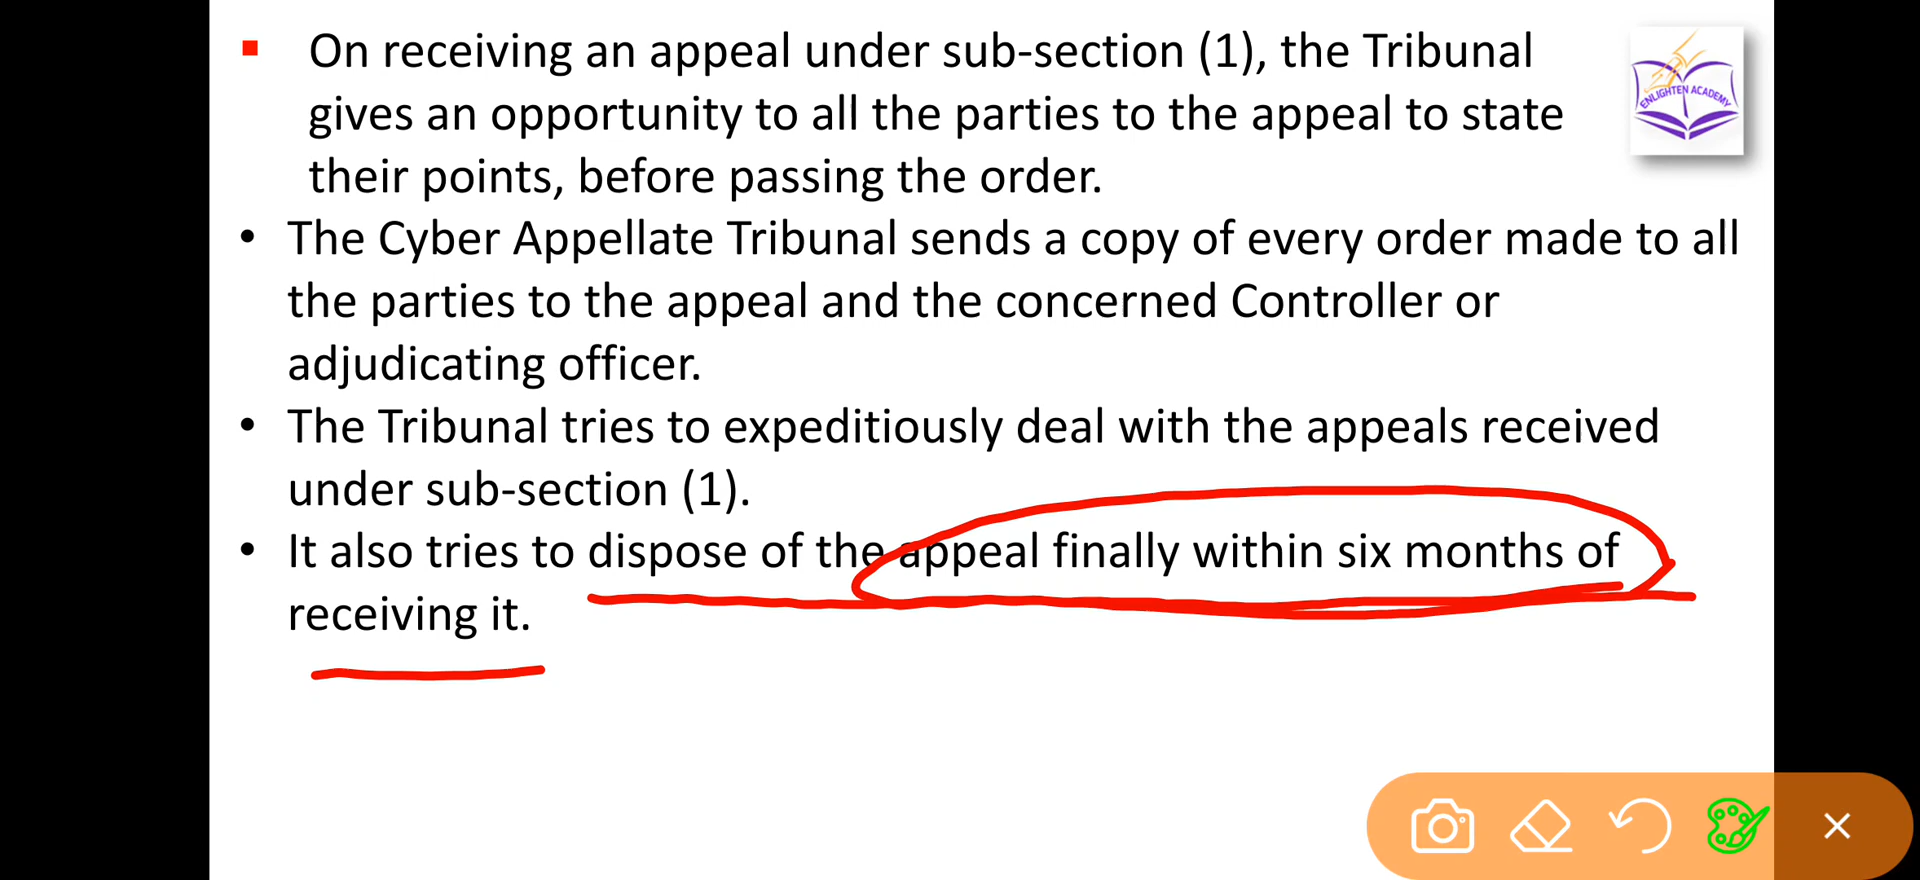 On receiving an appeal under sub-section (1), the Tribunal
gives an opportunity to all the parties to the appeal to state
their points, before passing the order.
ENLIGHTEN ACADEMY
• The Cyber Appellate Tribunal sends a copy of every order made to all
the parties to the appeal and the concerned Controller or
adjudicating officer.
• The Tribunal tries to expeditiously deal with the appeals received
under sub-section (1).
• It also tries to dispose of the appeal finally within six months of
receiving it.